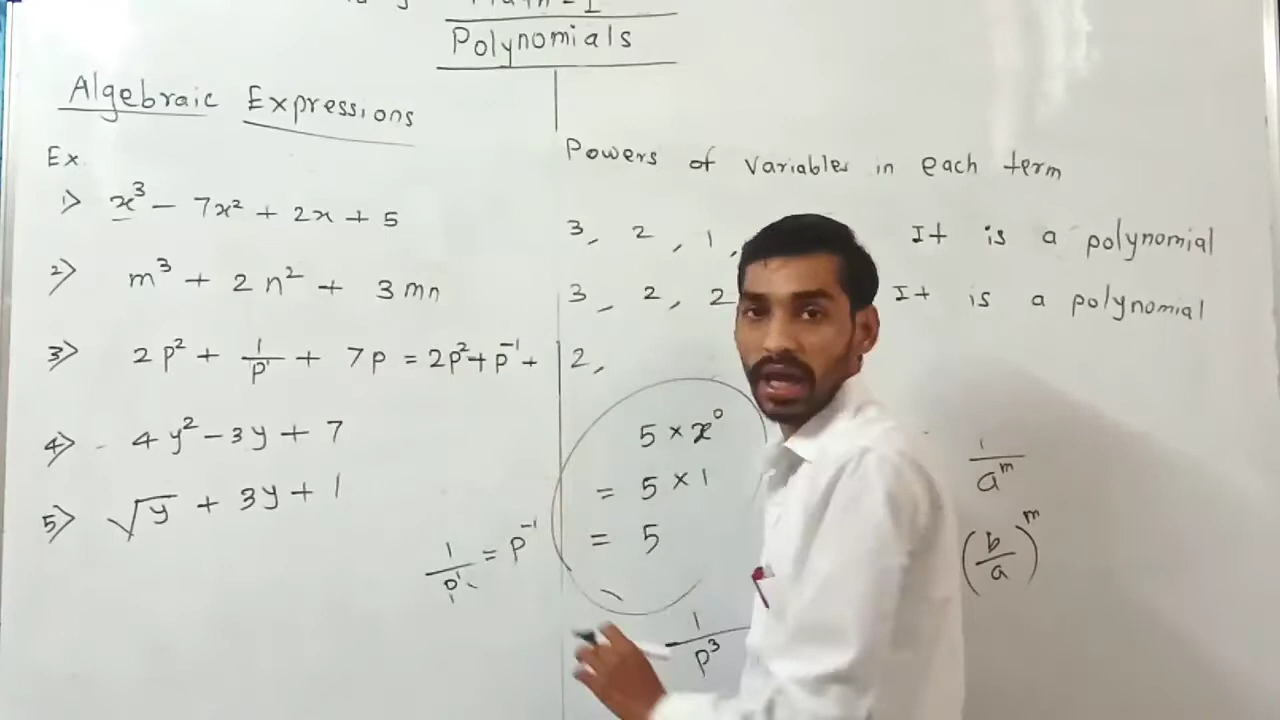 Polynomials
Algebraic Expressions
Ex
Powers of variables in each term
1> x³ - 7x² + 2x + 5
3, 2, 1,
It is a polynomial
2> m³ + 2n² + 3mn
3, 2, 2
It is a polynomial
3> 2p² + 1/p¹ + 7p = 2p² + p⁻¹ +
2,
4> 4y² - 3y + 7
5> √y + 3y + 1
1/p¹ = p⁻¹
5 × x⁰
= 5 × 1
= 5
1/p³
1/aᵐ
(b/a)ᵐ